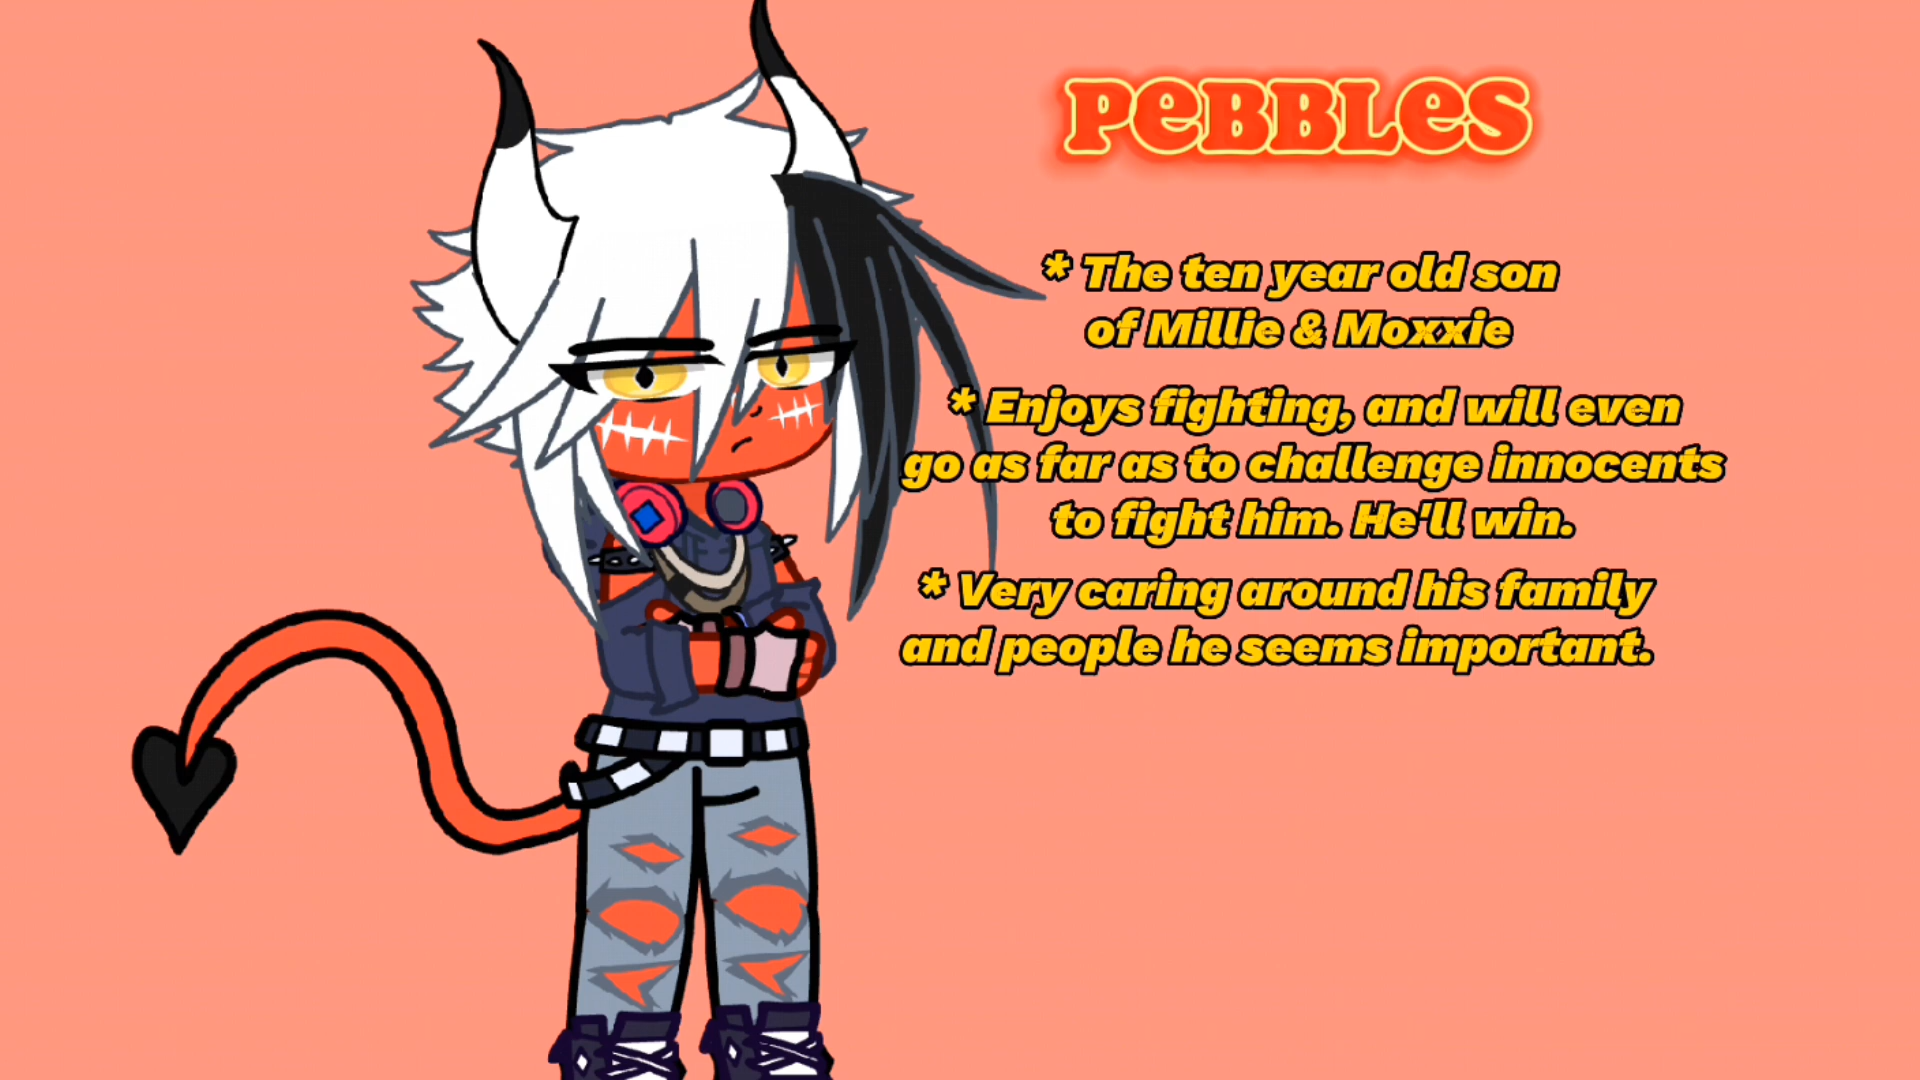 PeBBLes
* The ten year old son
of Millie & Moxxie
* Enjoys fighting, and will even
go as far as to challenge innocents
to fight him. He'll win.
* Very caring around his family
and people he seems important.